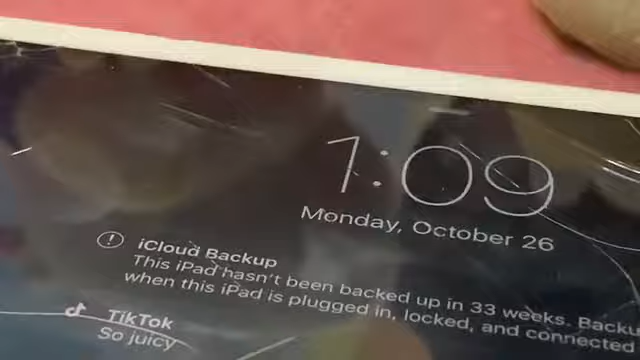 1:09
Monday, October 26
iCloud Backup
This iPad hasn't been backed up in 33 weeks.
when this iPad is plugged in, locked, and connected
TikTok
So juicy